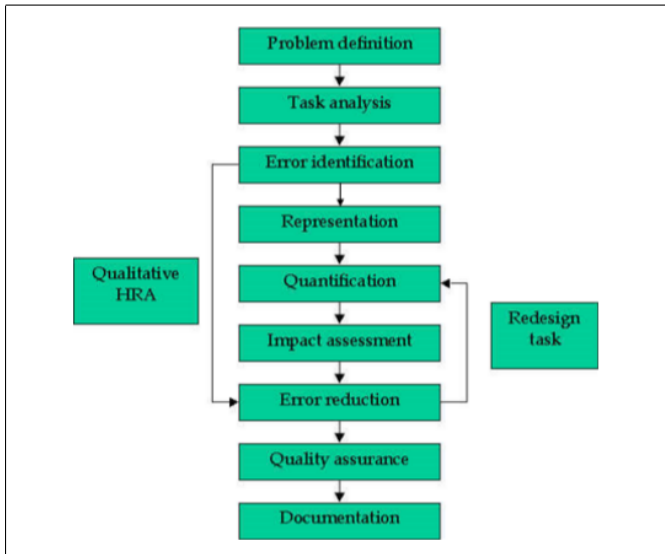 Problem definition
Task analysis
Error identification
Representation
Qualitative
HRA
Quantification
Redesign
task
Impact assessment
Error reduction
Quality assurance
Documentation